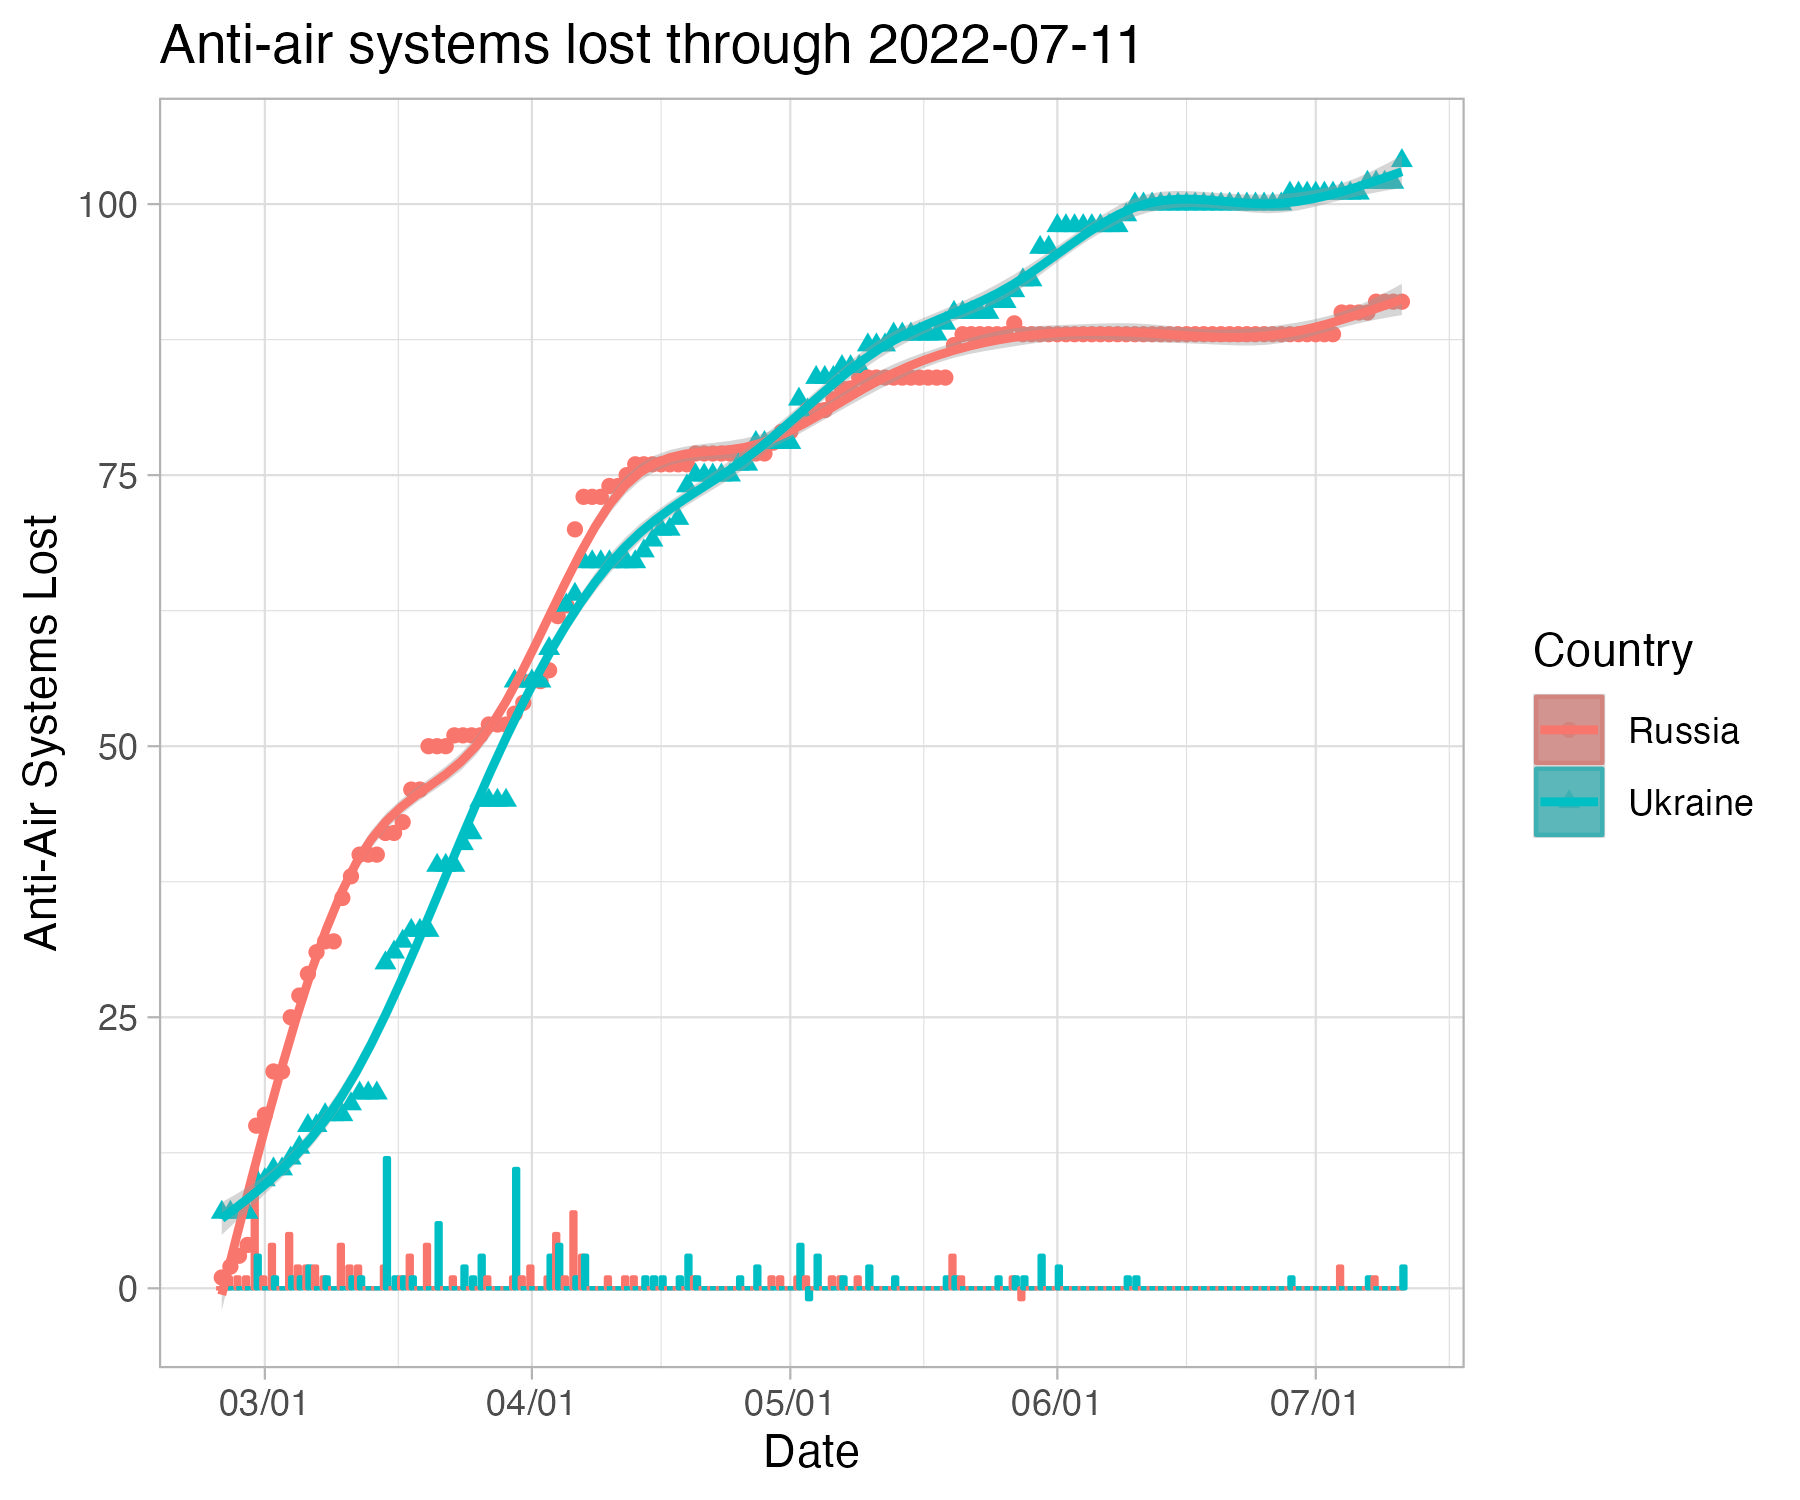 Anti-air systems lost through 2022-07-11
Anti-Air Systems Lost
100
75
50
25
0
03/01 04/01 05/01 06/01 07/01
Date
Country
Russia
Ukraine